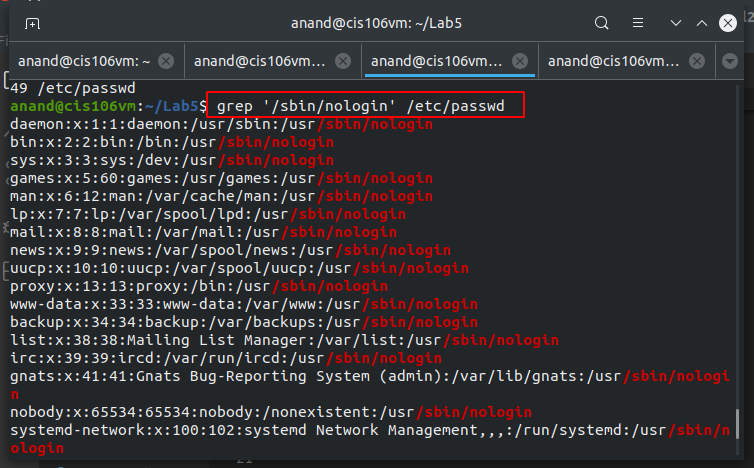 anand@cis106vm: ~/Lab5
anand@cis106vm: ~
anand@cis106vm...
anand@cis106vm...
anand@cis106vm...
49 /etc/passwd
anand@cis106vm:~/Lab5$ grep '/sbin/nologin' /etc/passwd
daemon:x:1:1:daemon:/usr/sbin:/usr/sbin/nologin
bin:x:2:2:bin:/bin:/usr/sbin/nologin
sys:x:3:3:sys:/dev:/usr/sbin/nologin
games:x:5:60:games:/usr/games:/usr/sbin/nologin
man:x:6:12:man:/var/cache/man:/usr/sbin/nologin
lp:x:7:7:lp:/var/spool/lpd:/usr/sbin/nologin
mail:x:8:8:mail:/var/mail:/usr/sbin/nologin
news:x:9:9:news:/var/spool/news:/usr/sbin/nologin
uucp:x:10:10:uucp:/var/spool/uucp:/usr/sbin/nologin
proxy:x:13:13:proxy:/bin:/usr/sbin/nologin
www-data:x:33:33:www-data:/var/www:/usr/sbin/nologin
backup:x:34:34:backup:/var/backups:/usr/sbin/nologin
list:x:38:38:Mailing List Manager:/var/list:/usr/sbin/nologin
irc:x:39:39:ircd:/var/run/ircd:/usr/sbin/nologin
gnats:x:41:41:Gnats Bug-Reporting System (admin):/var/lib/gnats:/usr/sbin/nologi
n
nobody:x:65534:65534:nobody:/nonexistent:/usr/sbin/nologin
systemd-network:x:100:102:systemd Network Management,,,:/run/systemd:/usr/sbin/n
ologin